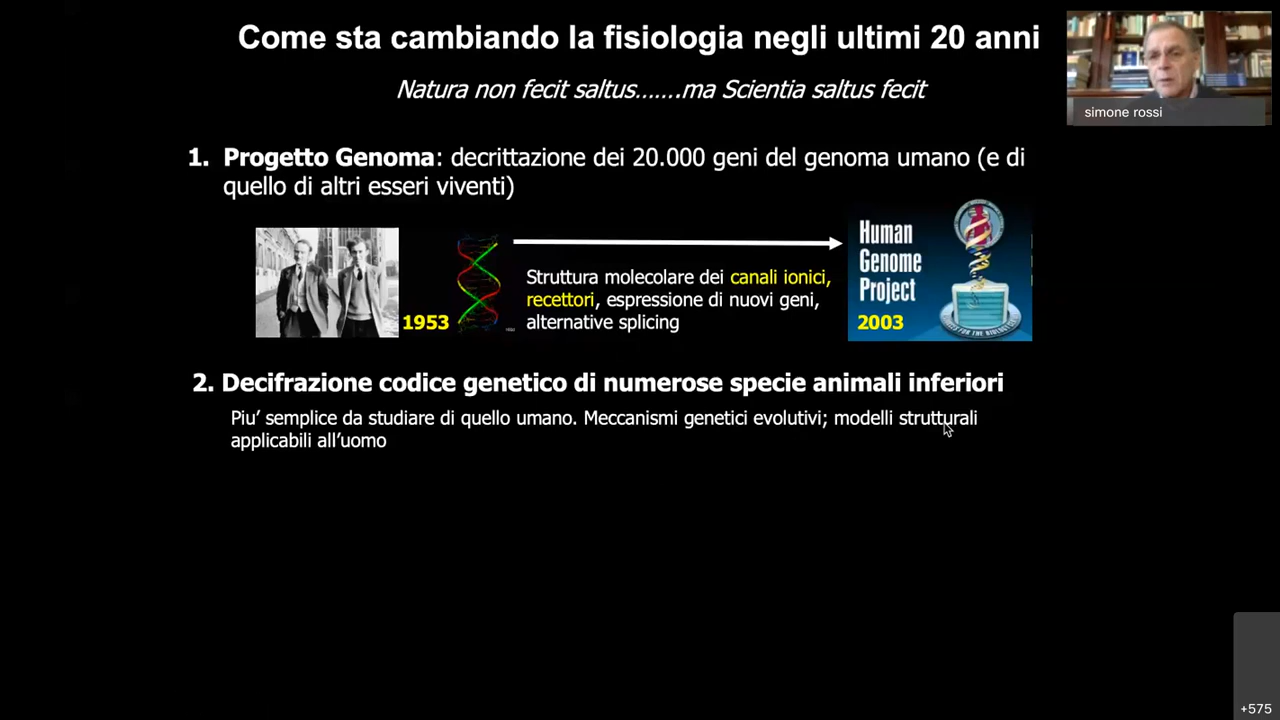 Come sta cambiando la fisiologia negli ultimi 20 anni
simone rossi
Natura non fecit saltus.......ma Scientia saltus fecit
1. Progetto Genoma: decrittazione dei 20.000 geni del genoma umano (e di
quello di altri esseri viventi)
1953
Struttura molecolare dei canali ionici,
recettori, espressione di nuovi geni,
alternative splicing
Human
Genome
Project
2003
2. Decifrazione codice genetico di numerose specie animali inferiori
Piu' semplice da studiare di quello umano. Meccanismi genetici evolutivi; modelli strutturali
applicabili all'uomo
+575